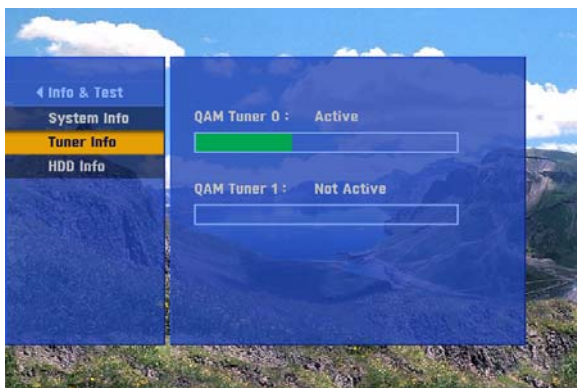 Info & Test
System Info
Tuner Info
HDD Info
QAM Tuner 0 : Active
QAM Tuner 1 : Not Active